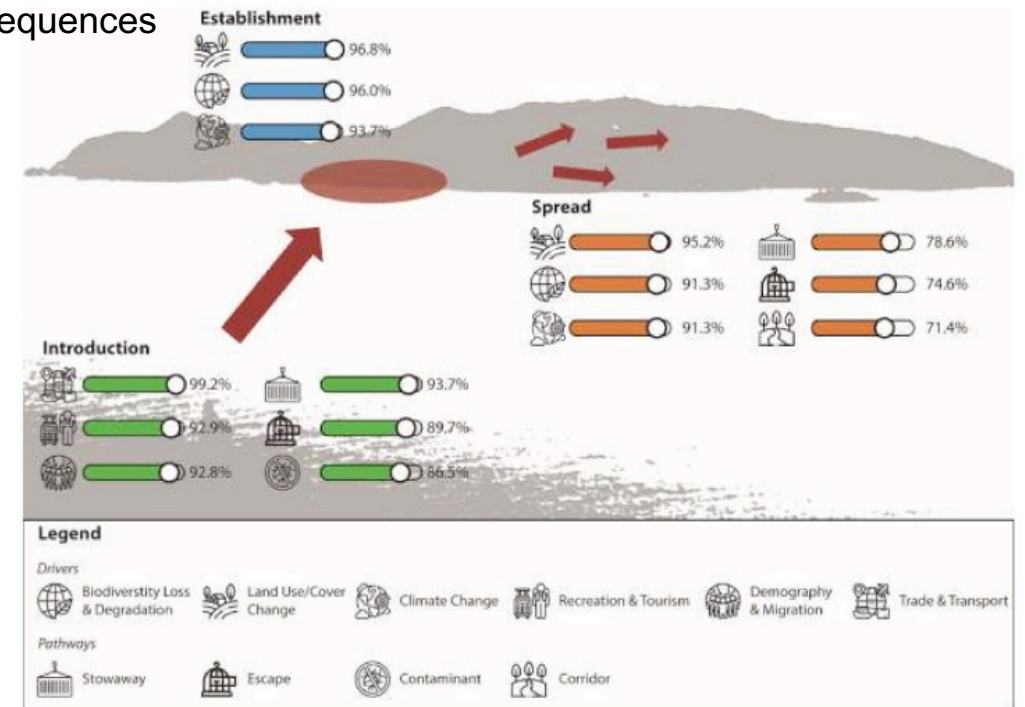 equences
Establishment
96.8%
96.0%
93.7%
Spread
95.2%
78.6%
91.3%
74.6%
91.3%
71.4%
Introduction
99.2%
93.7%
92.9%
89.7%
92.8%
86.5%
Legend
Drivers
Biodiverstity Loss
& Degradation
Land Use/Cover
Change
Climate Change
Recreation & Tourism
Demography
& Migration
Trade & Transport
Pathways
Stowaway
Escape
Contaminant
Corridor